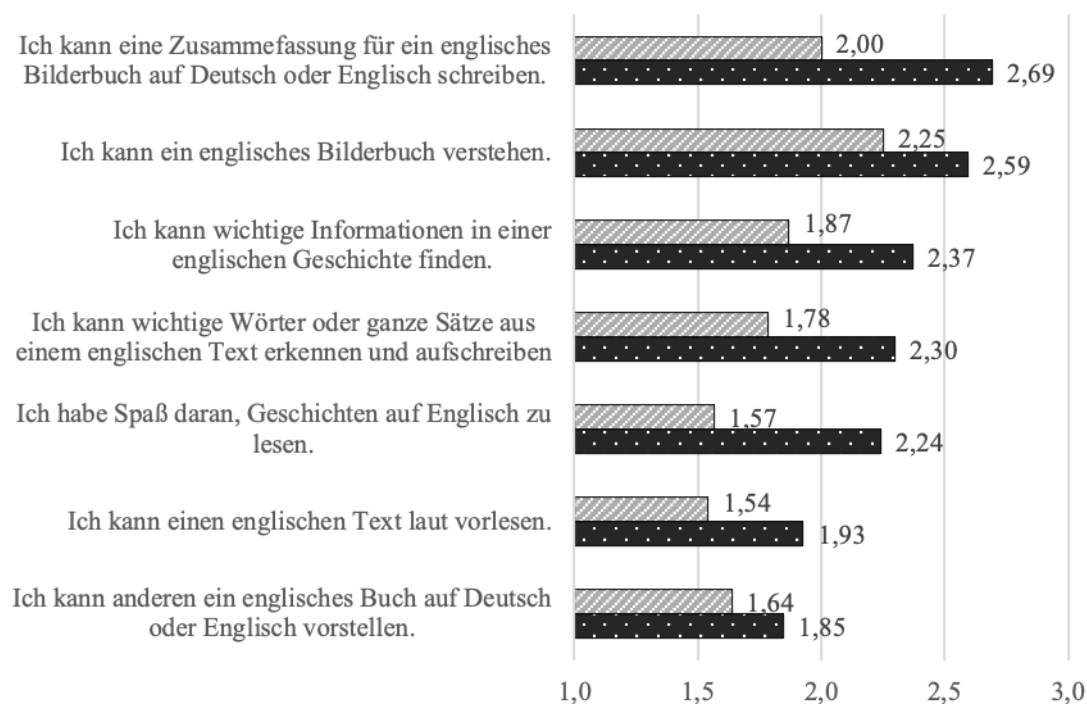 Ich kann eine Zusammefassung für ein englisches
Bilderbuch auf Deutsch oder Englisch schreiben.
2,00
2,69
Ich kann ein englisches Bilderbuch verstehen.
2,25
2,59
Ich kann wichtige Informationen in einer
englischen Geschichte finden.
1,87
2,37
Ich kann wichtige Wörter oder ganze Sätze aus
einem englischen Text erkennen und aufschreiben
1,78
2,30
Ich habe Spaß daran, Geschichten auf Englisch zu
lesen.
1,57
2,24
Ich kann einen englischen Text laut vorlesen.
1,54
1,93
Ich kann anderen ein englisches Buch auf Deutsch
oder Englisch vorstellen.
1,64
1,85
1,0 1,5 2,0 2,5 3,0